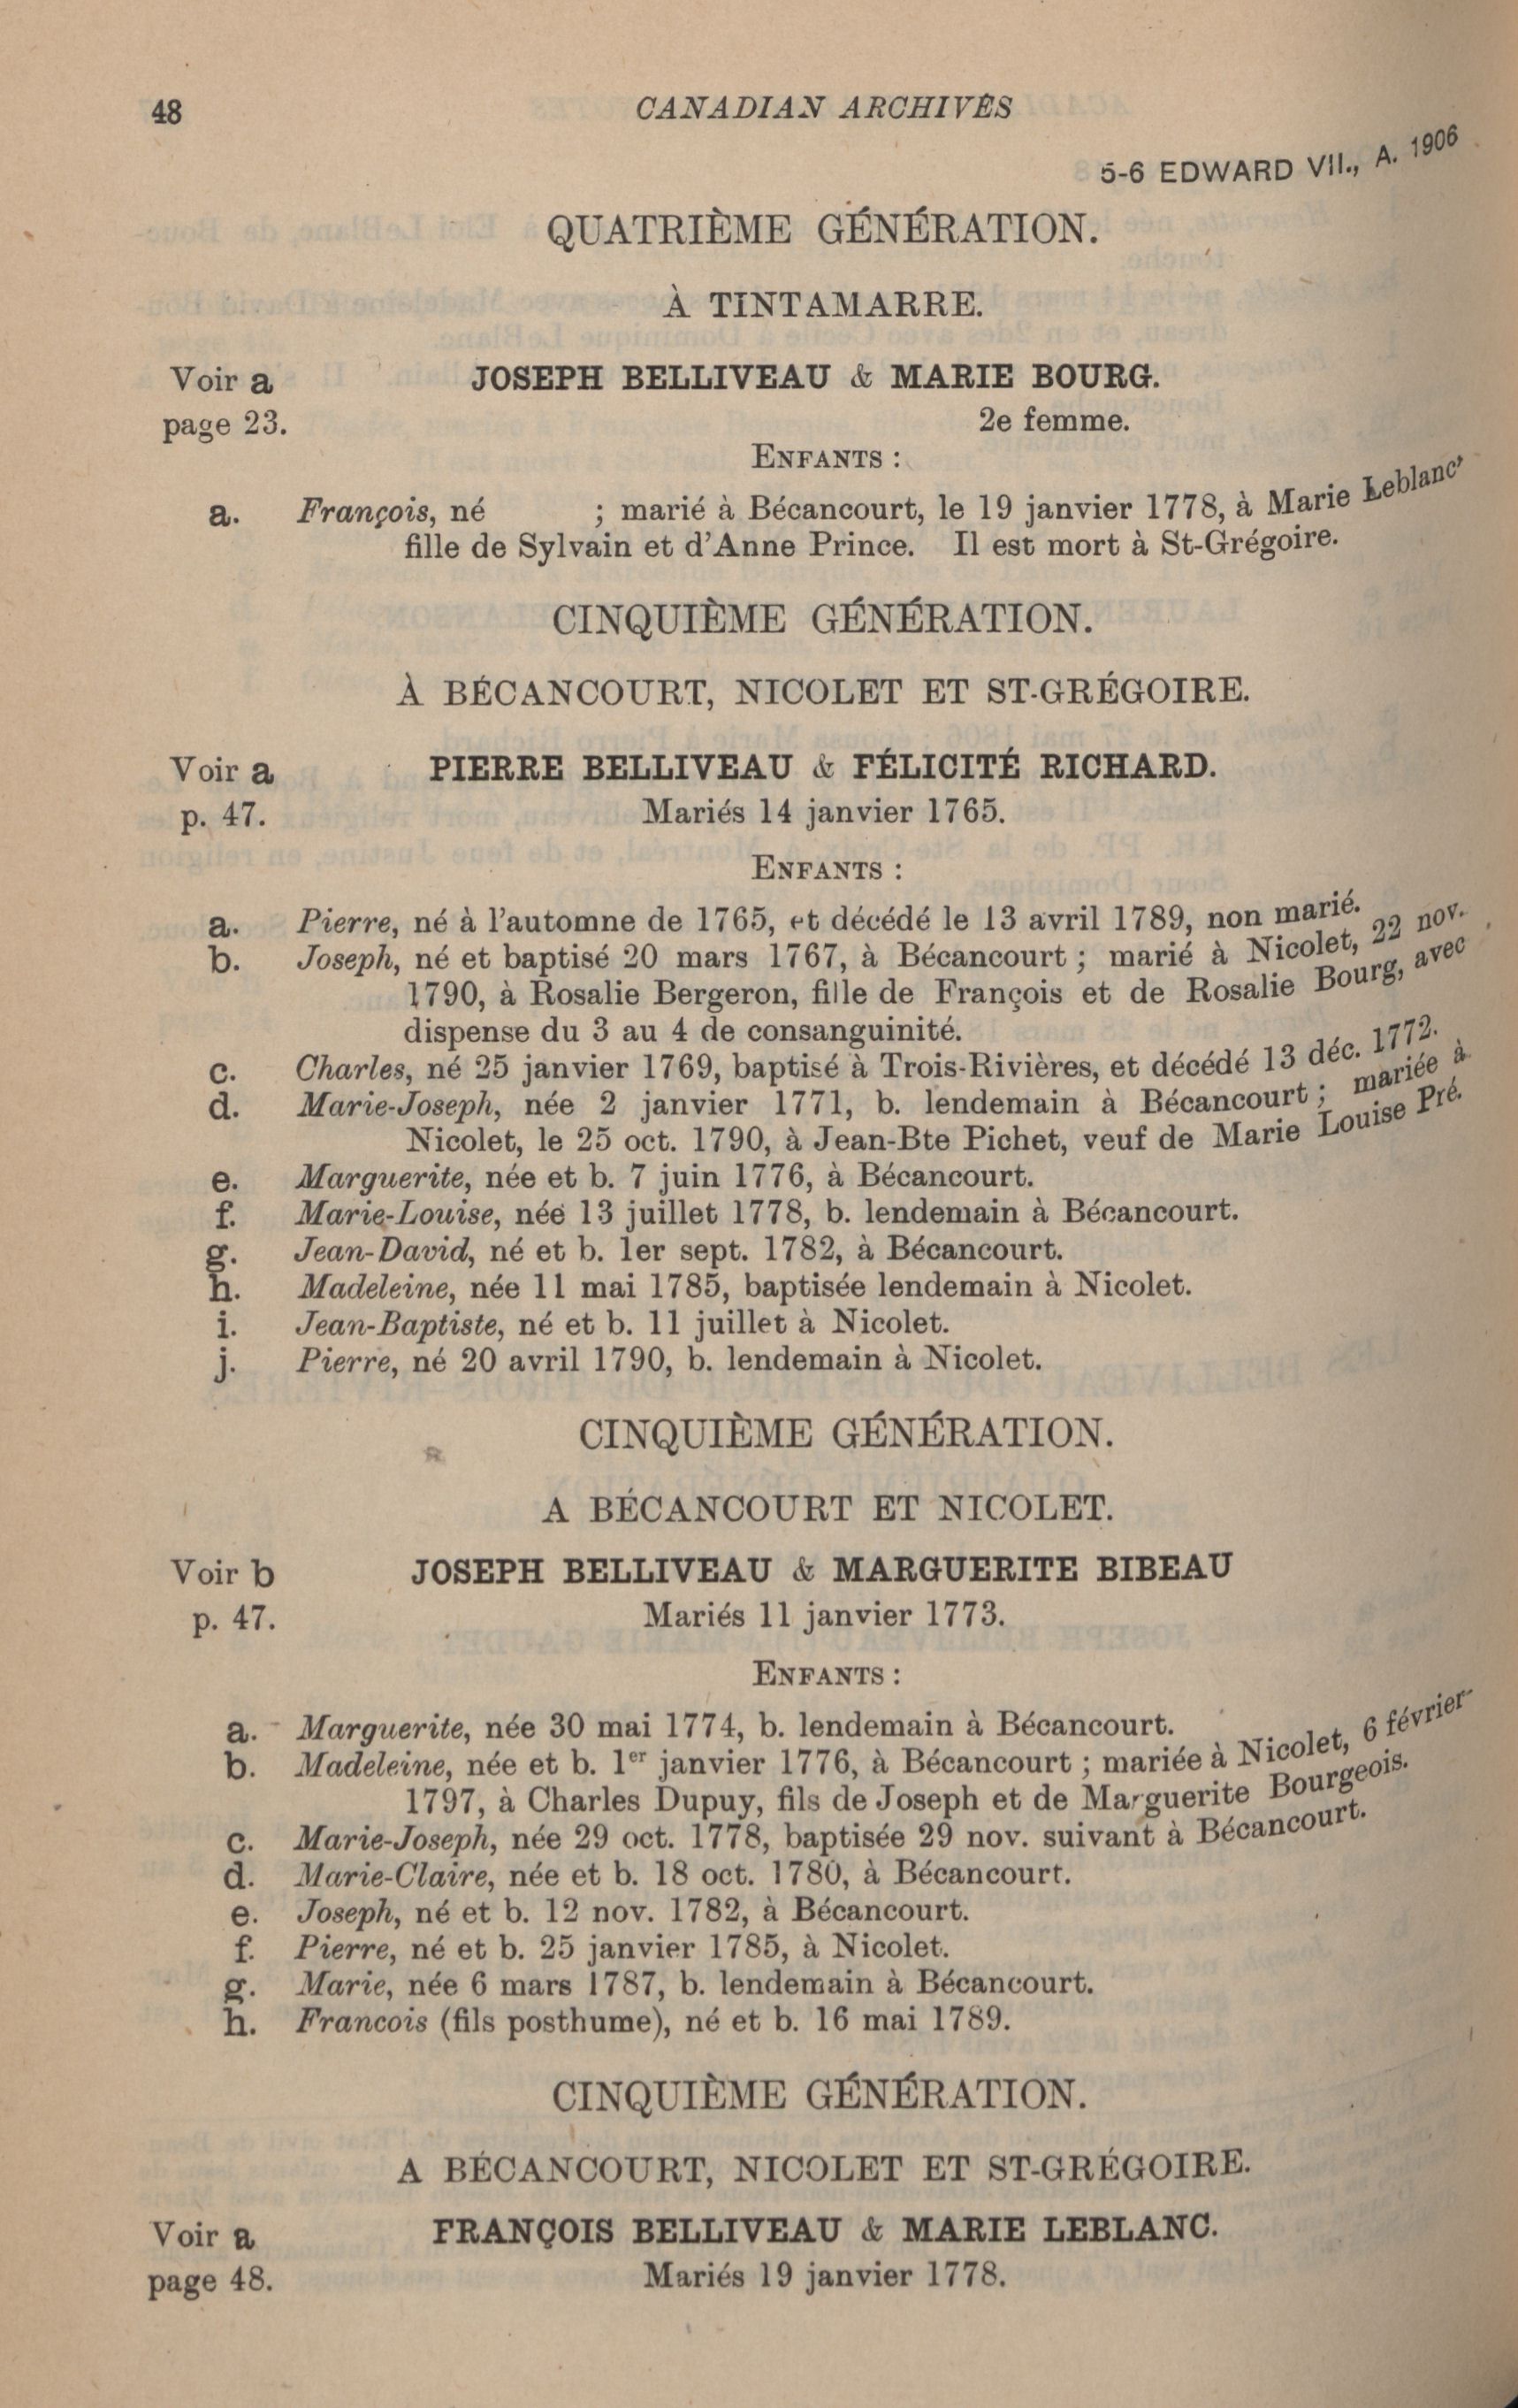 48 CANADIAN ARCHIVES
5-6 EDWARD VII., A. 1906
QUATRIÈME GÉNÉRATION.
À TINTAMARRE.
Voir a JOSEPH BELLIVEAU & MARIE BOURG.
page 23. 2e femme.
ENFANTS :
a. François, né ; marié à Bécancourt, le 19 janvier 1778, à Marie Leblanc,
fille de Sylvain et d'Anne Prince. Il est mort à St-Grégoire.
CINQUIÈME GÉNÉRATION.
À BÉCANCOURT, NICOLET ET ST-GRÉGOIRE.
Voir a PIERRE BELLIVEAU & FÉLICITÉ RICHARD.
p. 47. Mariés 14 janvier 1765.
ENFANTS :
a. Pierre, né à l'automne de 1765, et décédé le 13 avril 1789, non marié.
b. Joseph, né et baptisé 20 mars 1767, à Bécancourt ; marié à Nicolet, 22 nov.
1790, à Rosalie Bergeron, fille de François et de Rosalie Bourg, avec
dispense du 3 au 4 de consanguinité.
c. Charles, né 25 janvier 1769, baptisé à Trois-Rivières, et décédé 13 déc. 1772.
d. Marie-Joseph, née 2 janvier 1771, b. lendemain à Bécancourt ; mariée à
Nicolet, le 25 oct. 1790, à Jean-Bte Pichet, veuf de Marie Louise Pré.
e. Marguerite, née et b. 7 juin 1776, à Bécancourt.
f. Marie-Louise, née 13 juillet 1778, b. lendemain à Bécancourt.
g. Jean-David, né et b. 1er sept. 1782, à Bécancourt.
h. Madeleine, née 11 mai 1785, baptisée lendemain à Nicolet.
i. Jean-Baptiste, né et b. 11 juillet à Nicolet.
j. Pierre, né 20 avril 1790, b. lendemain à Nicolet.
CINQUIÈME GÉNÉRATION.
A BÉCANCOURT ET NICOLET.
Voir b JOSEPH BELLIVEAU & MARGUERITE BIBEAU
p. 47. Mariés 11 janvier 1773.
ENFANTS :
a. Marguerite, née 30 mai 1774, b. lendemain à Bécancourt.
b. Madeleine, née et b. 1er janvier 1776, à Bécancourt ; mariée à Nicolet, 6 février
1797, à Charles Dupuy, fils de Joseph et de Marguerite Bourgeois.
c. Marie-Joseph, née 29 oct. 1778, baptisée 29 nov. suivant à Bécancourt.
d. Marie-Claire, née et b. 18 oct. 1780, à Bécancourt.
e. Joseph, né et b. 12 nov. 1782, à Bécancourt.
f. Pierre, né et b. 25 janvier 1785, à Nicolet.
g. Marie, née 6 mars 1787, b. lendemain à Bécancourt.
h. Francois (fils posthume), né et b. 16 mai 1789.
CINQUIÈME GÉNÉRATION.
A BÉCANCOURT, NICOLET ET ST-GRÉGOIRE.
Voir a FRANÇOIS BELLIVEAU & MARIE LEBLANC.
page 48. Mariés 19 janvier 1778.